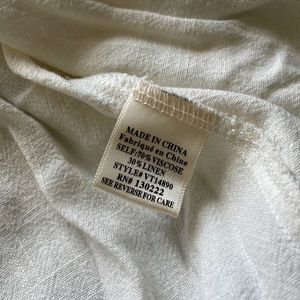 MADE IN CHINA
Fabriqué en Chine
SELF: 70% VISCOSE
30% LINEN
STYLE# VT14890
RN# 130222
SEE REVERSE FOR CARE